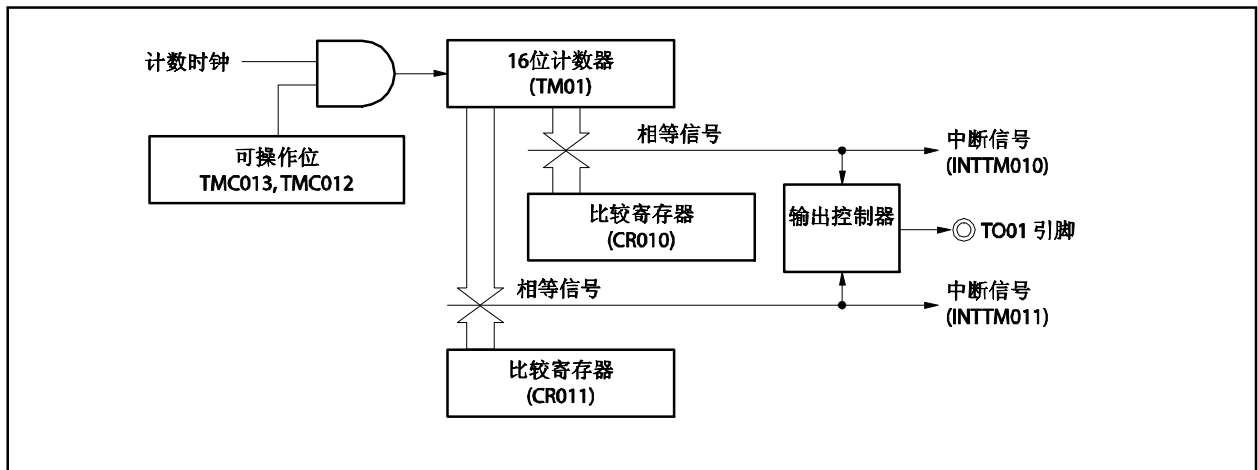 计数时钟
16位计数器
(TM01)
可操作位
TMC013, TMC012
相等信号
中断信号
(INTTM010)
比较寄存器
(CR010)
输出控制器
TO01 引脚
相等信号
中断信号
(INTTM011)
比较寄存器
(CR011)